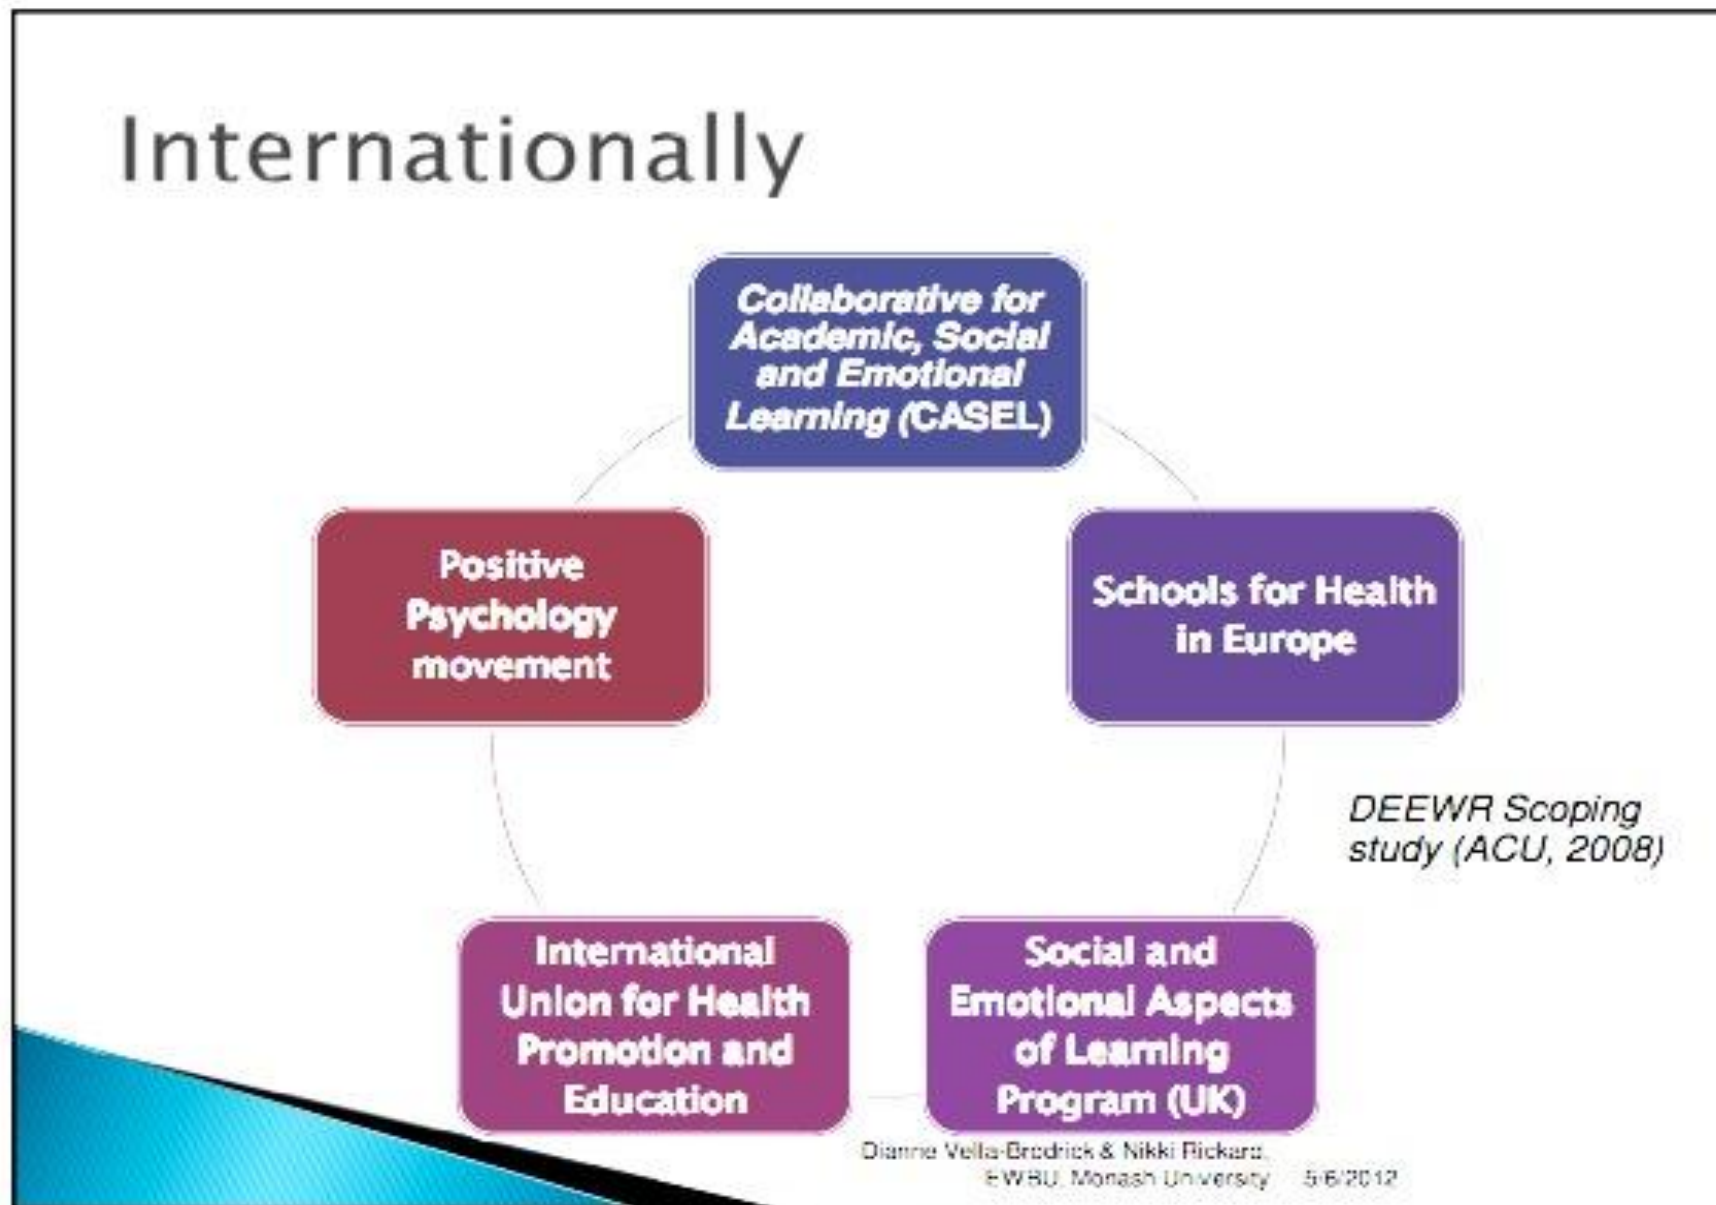 Internationally
Collaborative for
Academic, Social
and Emotional
Learning (CASEL)
Positive
Psychology
movement
Schools for Health
in Europe
DEEWR Scoping
study (ACU, 2008)
International
Union for Health
Promotion and
Education
Social and
Emotional Aspects
of Learning
Program (UK)
Dianne Vella-Brodrick & Nikki Rickard,
EWBU, Monash University 5/6/2012